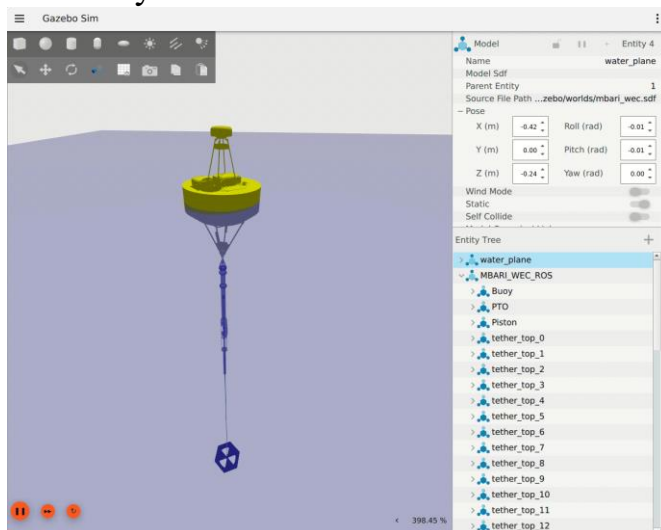 Gazebo Sim
Model Entity 4
Name water_plane
Model Sdf
Parent Entity 1
Source File Path ...zebo/worlds/mbari_wec.sdf
Pose
X (m) -0.42 Roll (rad) -0.01
Y (m) 0.00 Pitch (rad) -0.01
Z (m) -0.24 Yaw (rad) 0.00
Wind Mode
Static
Self Collide
Entity Tree
water_plane
MBARI_WEC_ROS
Buoy
PTO
Piston
tether_top_0
tether_top_1
tether_top_2
tether_top_3
tether_top_4
tether_top_5
tether_top_6
tether_top_7
tether_top_8
tether_top_9
tether_top_10
tether_top_11
tether_top_12
398.45 %